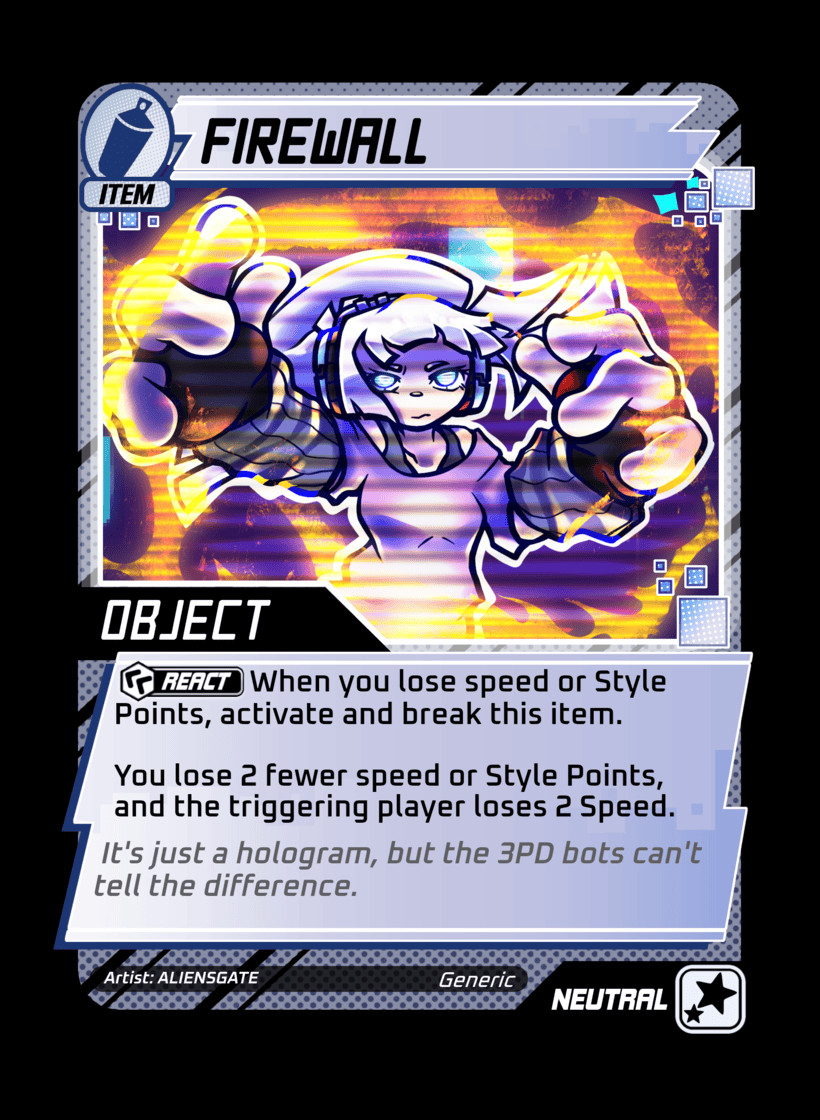 FIREWALL
ITEM
OBJECT
REACT When you lose speed or Style
Points, activate and break this item.
You lose 2 fewer speed or Style Points,
and the triggering player loses 2 Speed.
It's just a hologram, but the 3PD bots can't
tell the difference.
Artist: ALIENSGATE
Generic
NEUTRAL